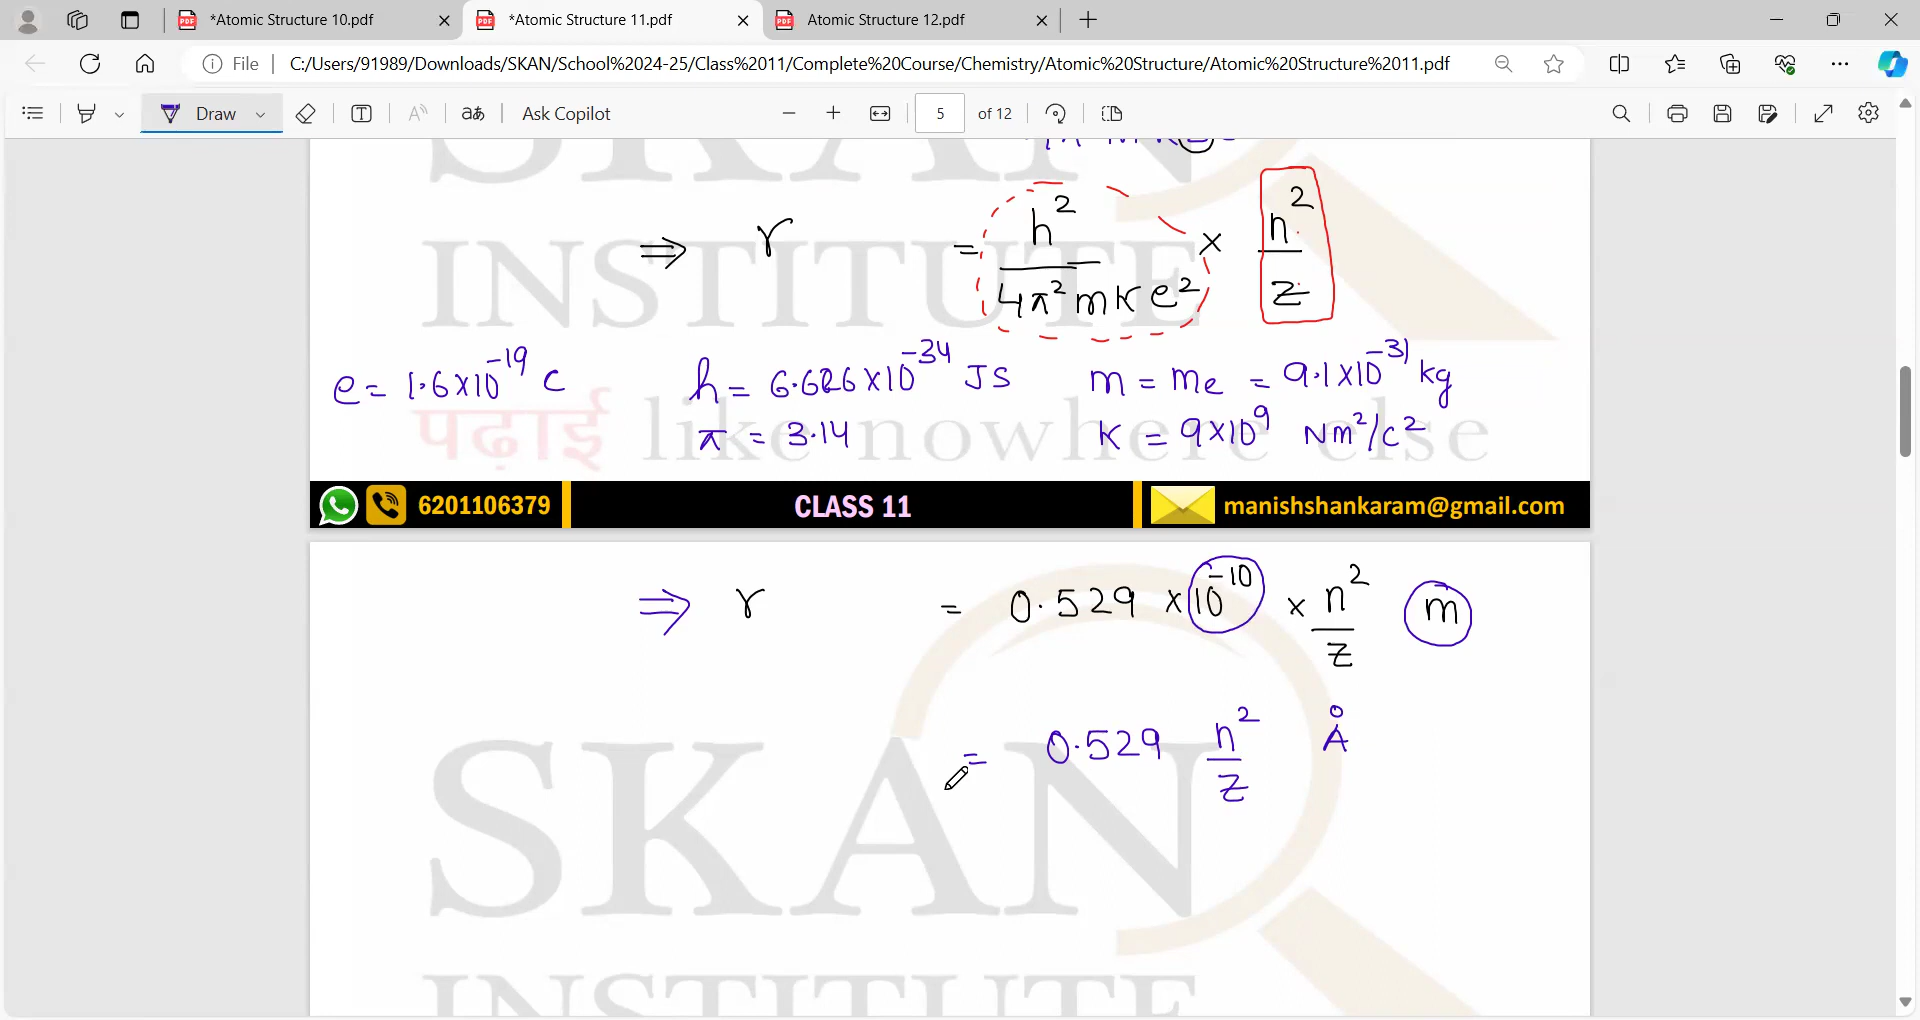 *Atomic Structure 10.pdf
*Atomic Structure 11.pdf
Atomic Structure 12.pdf
File
C:/Users/91989/Downloads/SKAN/School%2024-25/Class%2011/Complete%20Course/Chemistry/Atomic%20Structure/Atomic%20Structure%2011.pdf
Draw
Ask Copilot
5 of 12
SKAN
INSTITUTE
⇒ r = h²/4π²mKe² × n²/z
e = 1.6×10⁻¹⁹ C h = 6.626×10⁻³⁴ JS m = me = 9.1×10⁻³¹ kg
π = 3.14 K = 9×10⁹ Nm²/C²
पढ़ाई like nowhere else
6201106379 CLASS 11 manishshankaram@gmail.com
⇒ r = 0.529 ×10⁻¹⁰ × n²/z m
= 0.529 n²/z Å
SKAN
INSTITUTE